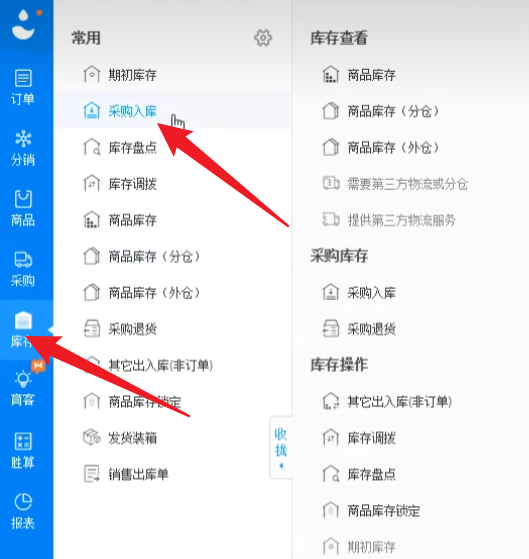 订单
分销
商品
采购
库存
商客
胜算
报表
常用
期初库存
采购入库
库存盘点
库存调拨
商品库存
商品库存（分仓）
商品库存（外仓）
采购退货
其它出入库(非订单)
商品库存锁定
发货装箱
销售出库单
收拢
库存查看
商品库存
商品库存（分仓）
商品库存（外仓）
需要第三方物流或分仓
提供第三方物流服务
采购库存
采购入库
采购退货
库存操作
其它出入库(非订单)
库存调拨
库存盘点
商品库存锁定
期初库存